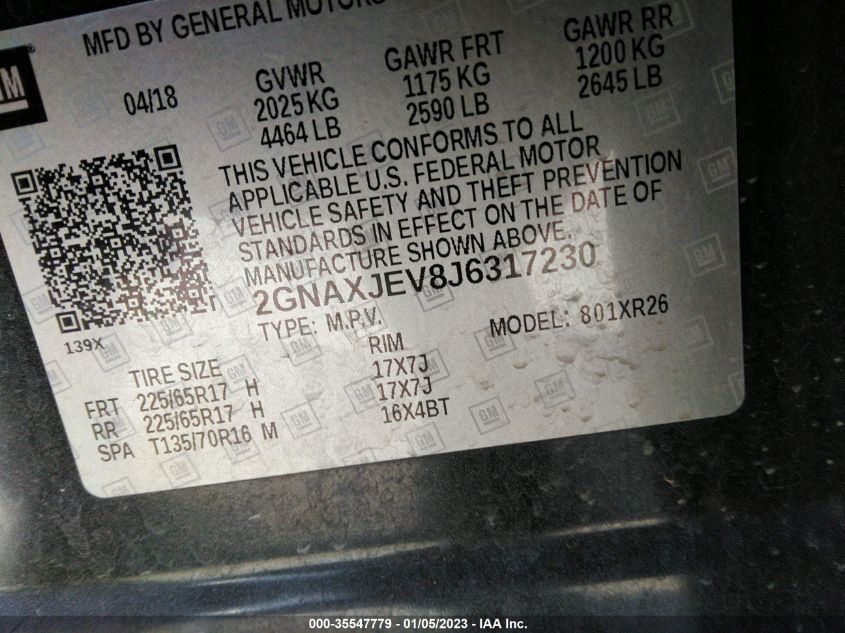 MFD BY GENERAL MOTORS
GM
04/18
GVWR
2025 KG
4464 LB
GAWR FRT
1175 KG
2590 LB
GAWR RR
1200 KG
2645 LB
THIS VEHICLE CONFORMS TO ALL
APPLICABLE U.S. FEDERAL MOTOR
VEHICLE SAFETY AND THEFT PREVENTION
STANDARDS IN EFFECT ON THE DATE OF
MANUFACTURE SHOWN ABOVE.
2GNAXJEV8J6317230
TYPE: M.P.V. MODEL: 801XR26
139X
TIRE SIZE RIM
FRT 225/65R17 H 17X7J
RR 225/65R17 H 17X7J
SPA T135/70R16 M 16X4BT
000-35547779 — 01/05/2023 — IAA Inc.